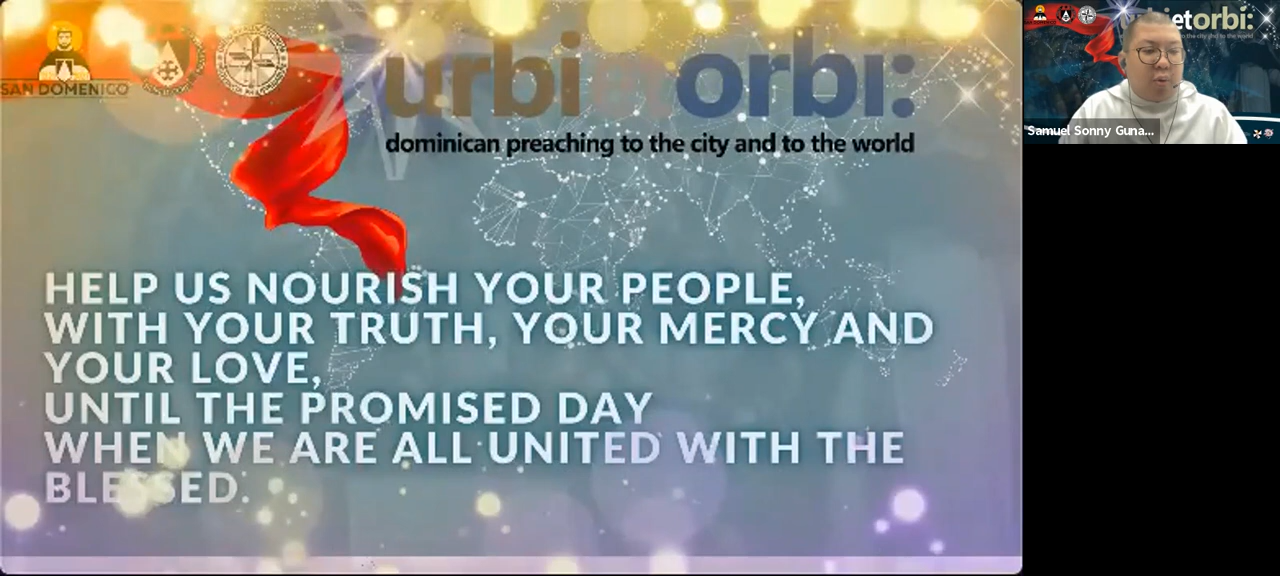 SAN DOMENICO
urbi et orbi:
dominican preaching to the city and to the world
HELP US NOURISH YOUR PEOPLE,
WITH YOUR TRUTH, YOUR MERCY AND
YOUR LOVE,
UNTIL THE PROMISED DAY
WHEN WE ARE ALL UNITED WITH THE
BLESSED.
urbietorbi:
Samuel Sonny Guna...